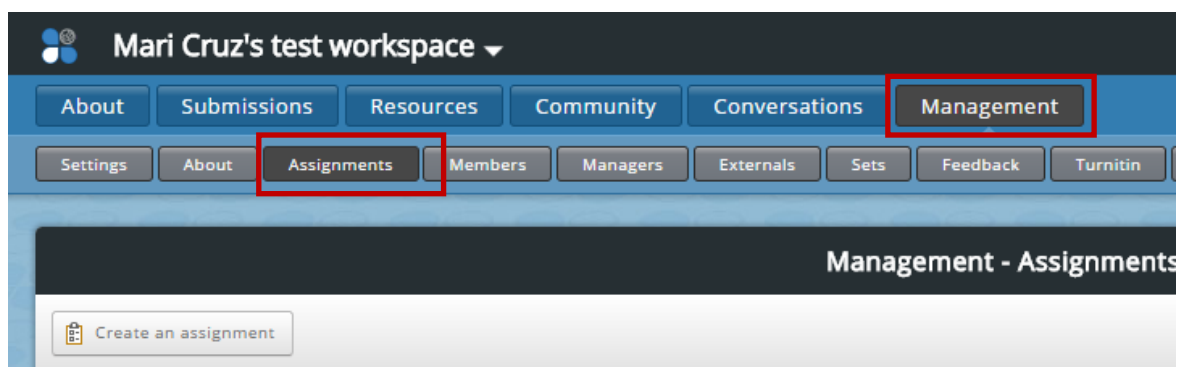 Mari Cruz's test workspace
About Submissions Resources Community Conversations Management
Settings About Assignments Members Managers Externals Sets Feedback Turnitin
Management - Assignments
Create an assignment